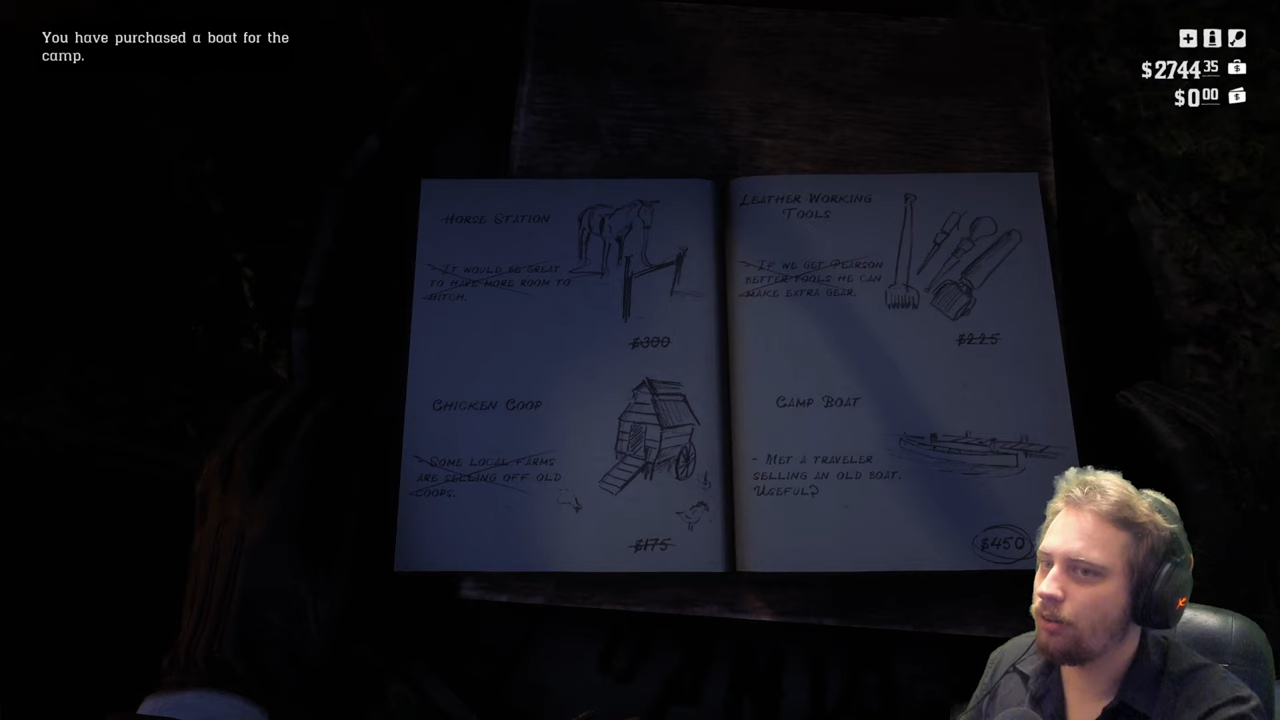 You have purchased a boat for the
camp.
$2744 35
$0 00
Horse Station
- It would be great
to have more room to
hitch.
$300
Chicken Coop
- Some local farms
are selling off old
coops.
$175
Leather Working
Tools
- If we get Pearson
better tools he can
make extra gear.
$225
Camp Boat
- Met a traveler
selling an old boat.
Useful?
$450